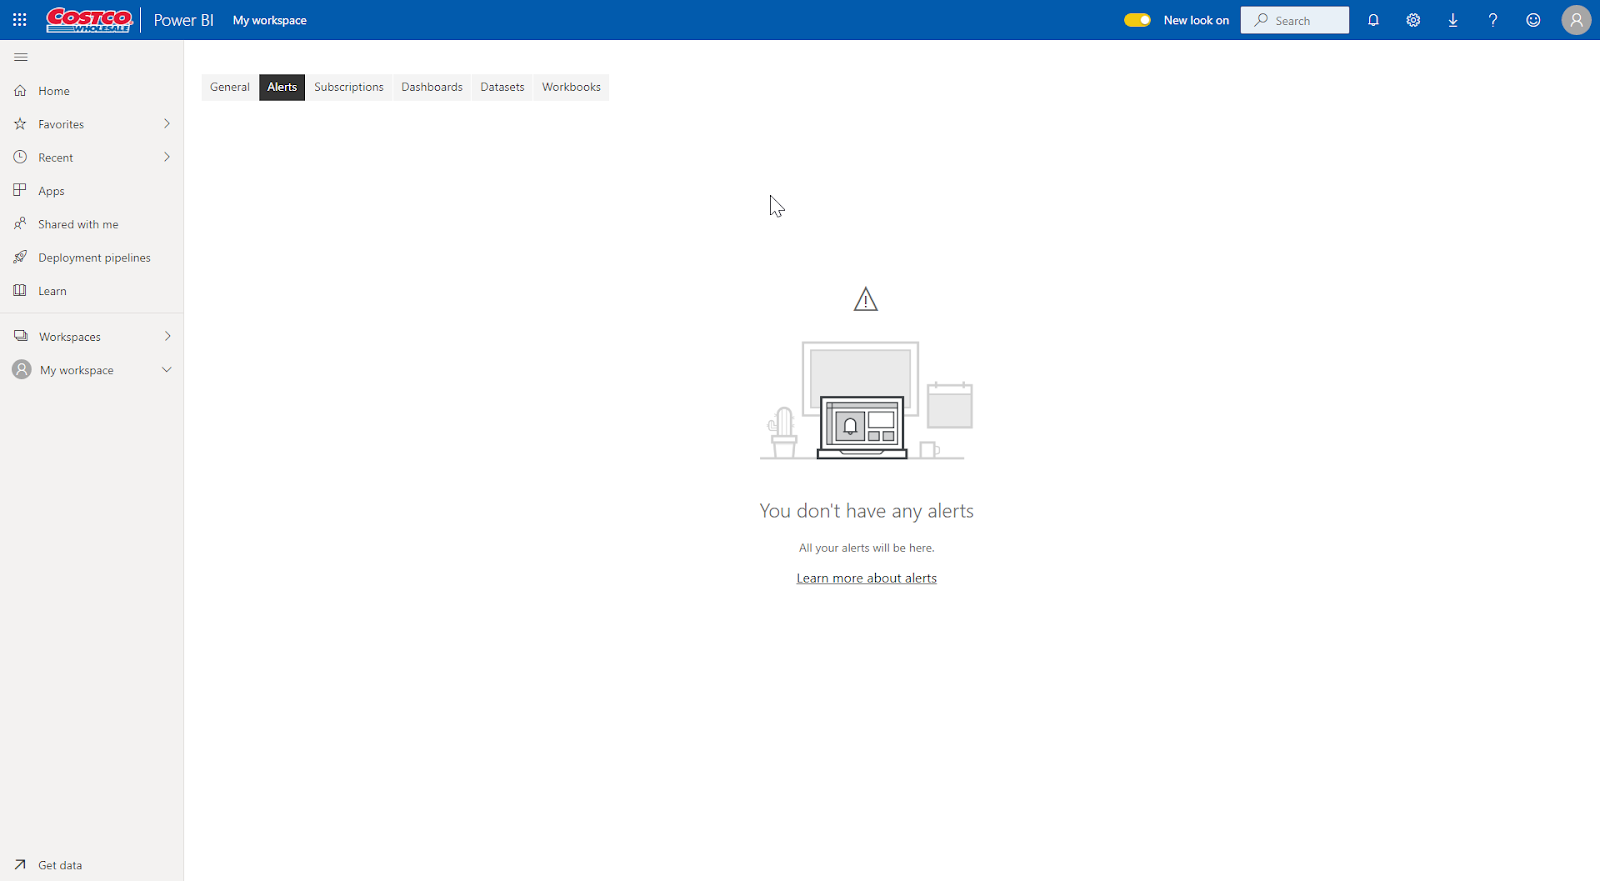 COSTCO WHOLESALE Power BI My workspace New look on Search
General Alerts Subscriptions Dashboards Datasets Workbooks
Home
Favorites
Recent
Apps
Shared with me
Deployment pipelines
Learn
Workspaces
My workspace
Get data
You don't have any alerts
All your alerts will be here.
Learn more about alerts